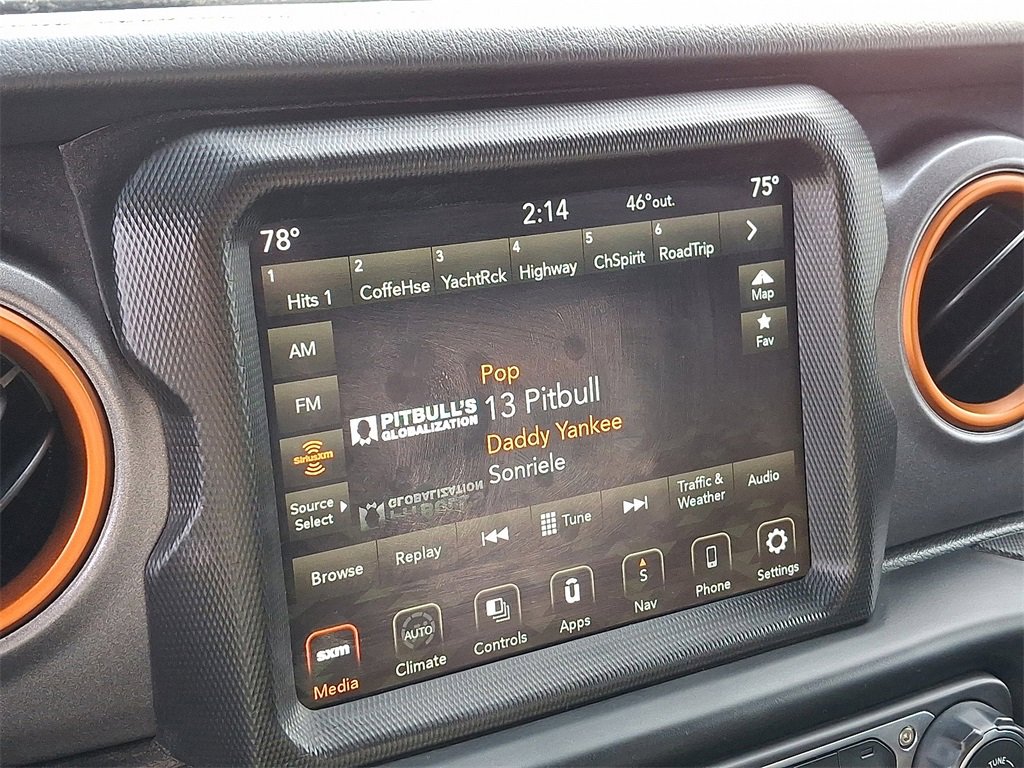 78°
2:14
46°out.
75°
1 Hits 1
2 CoffeHse
3 YachtRck
4 Highway
5 ChSpirit
6 RoadTrip
Map
Fav
AM
FM
SiriusXM
Source
Select
PITBULL'S
GLOBALIZATION
Pop
13 Pitbull
Daddy Yankee
Sonriele
Browse
Replay
Tune
Traffic &
Weather
Audio
sxm
Media
AUTO
Climate
Controls
Apps
S
Nav
Phone
Settings
TUNE